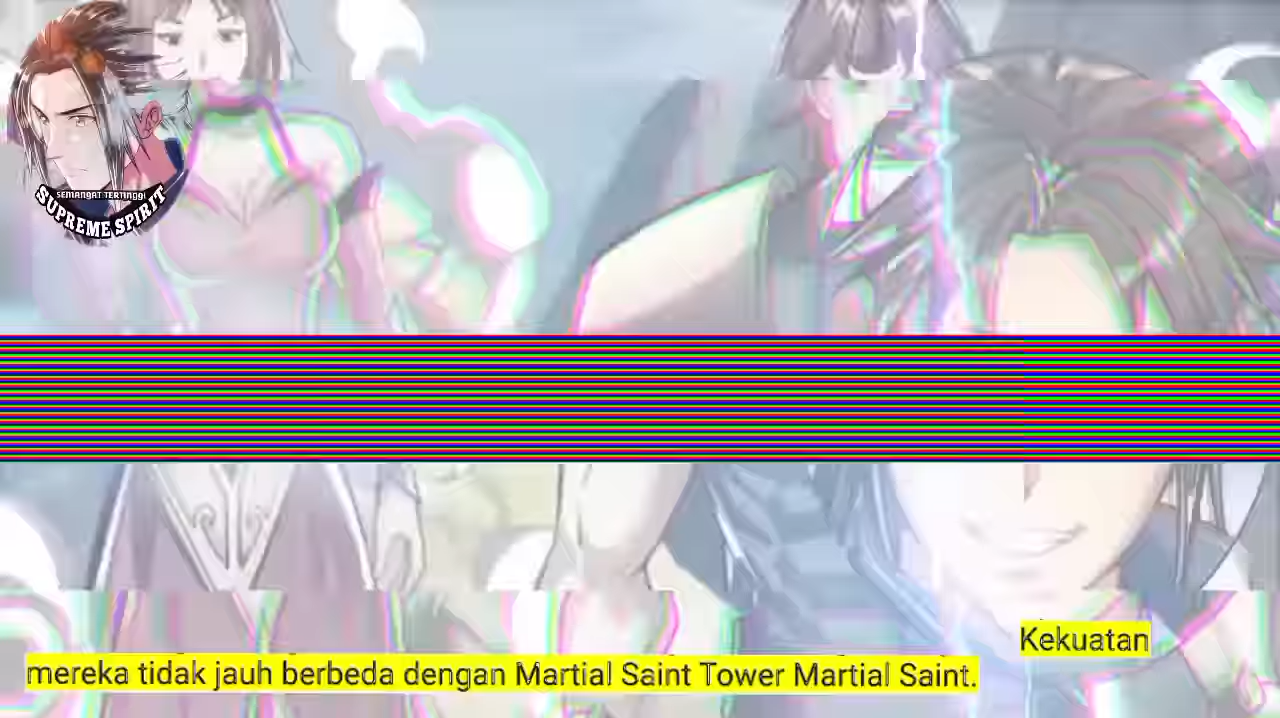 SEMANGAT TERTINGGI
SUPREME SPIRIT
Kekuatan
mereka tidak jauh berbeda dengan Martial Saint Tower Martial Saint.